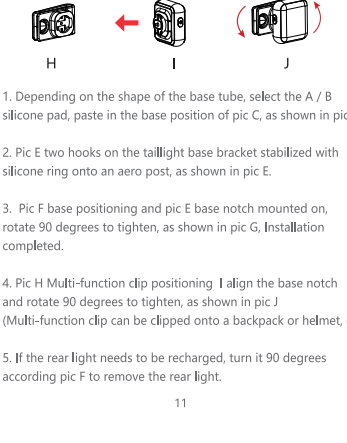 H I J
1. Depending on the shape of the base tube, select the A / B
silicone pad, paste in the base position of pic C, as shown in pic
2. Pic E two hooks on the taillight base bracket stabilized with
silicone ring onto an aero post, as shown in pic E.
3. Pic F base positioning and pic E base notch mounted on,
rotate 90 degrees to tighten, as shown in pic G, Installation
completed.
4. Pic H Multi-function clip positioning I align the base notch
and rotate 90 degrees to tighten, as shown in pic J
(Multi-function clip can be clipped onto a backpack or helmet,
5. If the rear light needs to be recharged, turn it 90 degrees
according pic F to remove the rear light.
11